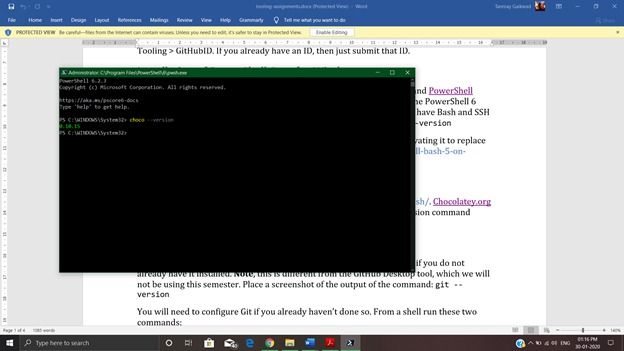 tooling-assignments.docx (Protected View) - Word
Tanmay Gaikwad
File Home Insert Design Layout References Mailings Review View Help Grammarly Tell me what you want to do
Share
PROTECTED VIEW Be careful—files from the Internet can contain viruses. Unless you need to edit, it's safer to stay in Protected View. Enable Editing
Tooling > GitHubID. If you already have an ID, then just submit that ID.
Administrator: C:\Program Files\PowerShell\6\pwsh.exe
PowerShell 6.2.3
Copyright (c) Microsoft Corporation. All rights reserved.
https://aka.ms/pscore6-docs
Type 'help' to get help.
PS C:\WINDOWS\System32> choco --version
0.10.15
PS C:\WINDOWS\System32>
and PowerShell
he PowerShell 6
have Bash and SSH
-version
vating it to replace
ll-bash-5-on-
sh/. Chocolatey.org
sion command
if you do not
already have it installed. Note, this is different from the GitHub Desktop tool, which we will
not be using this semester. Place a screenshot of the output of the command: git --
version
You will need to configure Git if you already haven't done so. From a shell run these two
commands:
Page 1 of 4 1085 words
140%
Type here to search
ENG
01:16 PM
30-01-2020